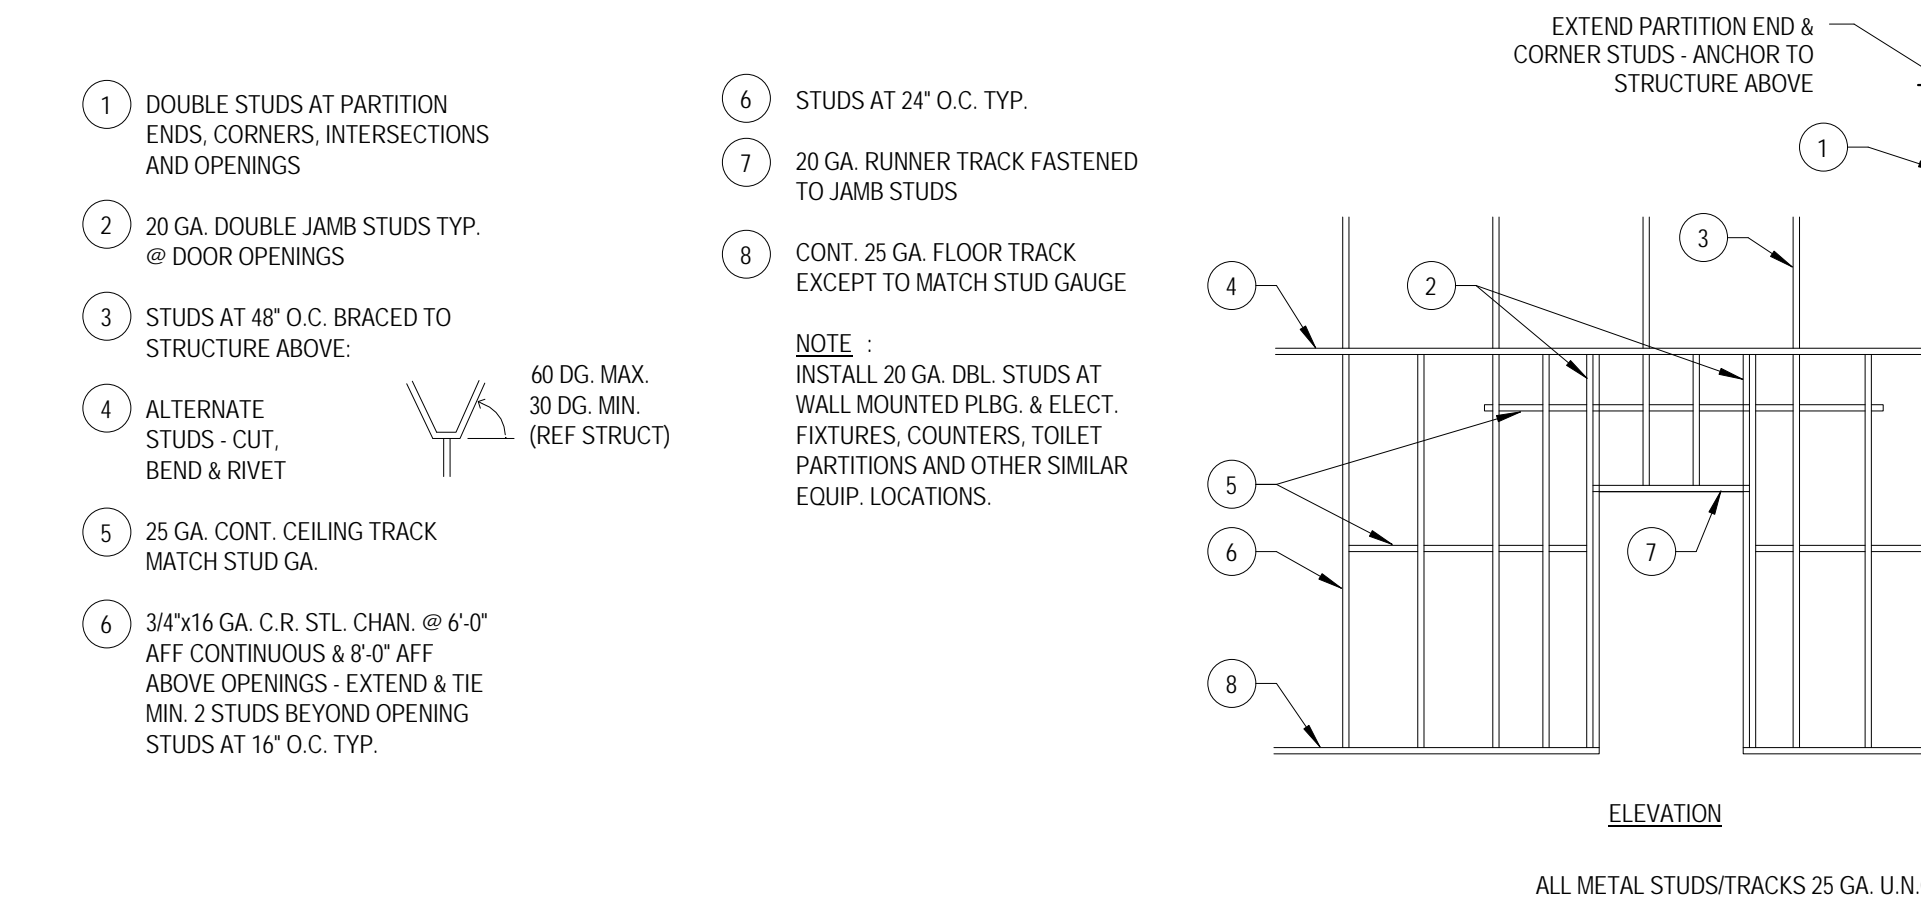 1 DOUBLE STUDS AT PARTITION
ENDS, CORNERS, INTERSECTIONS
AND OPENINGS
2 20 GA. DOUBLE JAMB STUDS TYP.
@ DOOR OPENINGS
3 STUDS AT 48" O.C. BRACED TO
STRUCTURE ABOVE:
60 DG. MAX.
30 DG. MIN.
(REF STRUCT)
4 ALTERNATE
STUDS - CUT,
BEND & RIVET
5 25 GA. CONT. CEILING TRACK
MATCH STUD GA.
6 3/4"x16 GA. C.R. STL. CHAN. @ 6'-0"
AFF CONTINUOUS & 8'-0" AFF
ABOVE OPENINGS - EXTEND & TIE
MIN. 2 STUDS BEYOND OPENING
STUDS AT 16" O.C. TYP.
6 STUDS AT 24" O.C. TYP.
7 20 GA. RUNNER TRACK FASTENED
TO JAMB STUDS
8 CONT. 25 GA. FLOOR TRACK
EXCEPT TO MATCH STUD GAUGE
NOTE :
INSTALL 20 GA. DBL. STUDS AT
WALL MOUNTED PLBG. & ELECT.
FIXTURES, COUNTERS, TOILET
PARTITIONS AND OTHER SIMILAR
EQUIP. LOCATIONS.
EXTEND PARTITION END &
CORNER STUDS - ANCHOR TO
STRUCTURE ABOVE
1
3
4
2
5
6
7
8
ELEVATION
ALL METAL STUDS/TRACKS 25 GA. U.N.